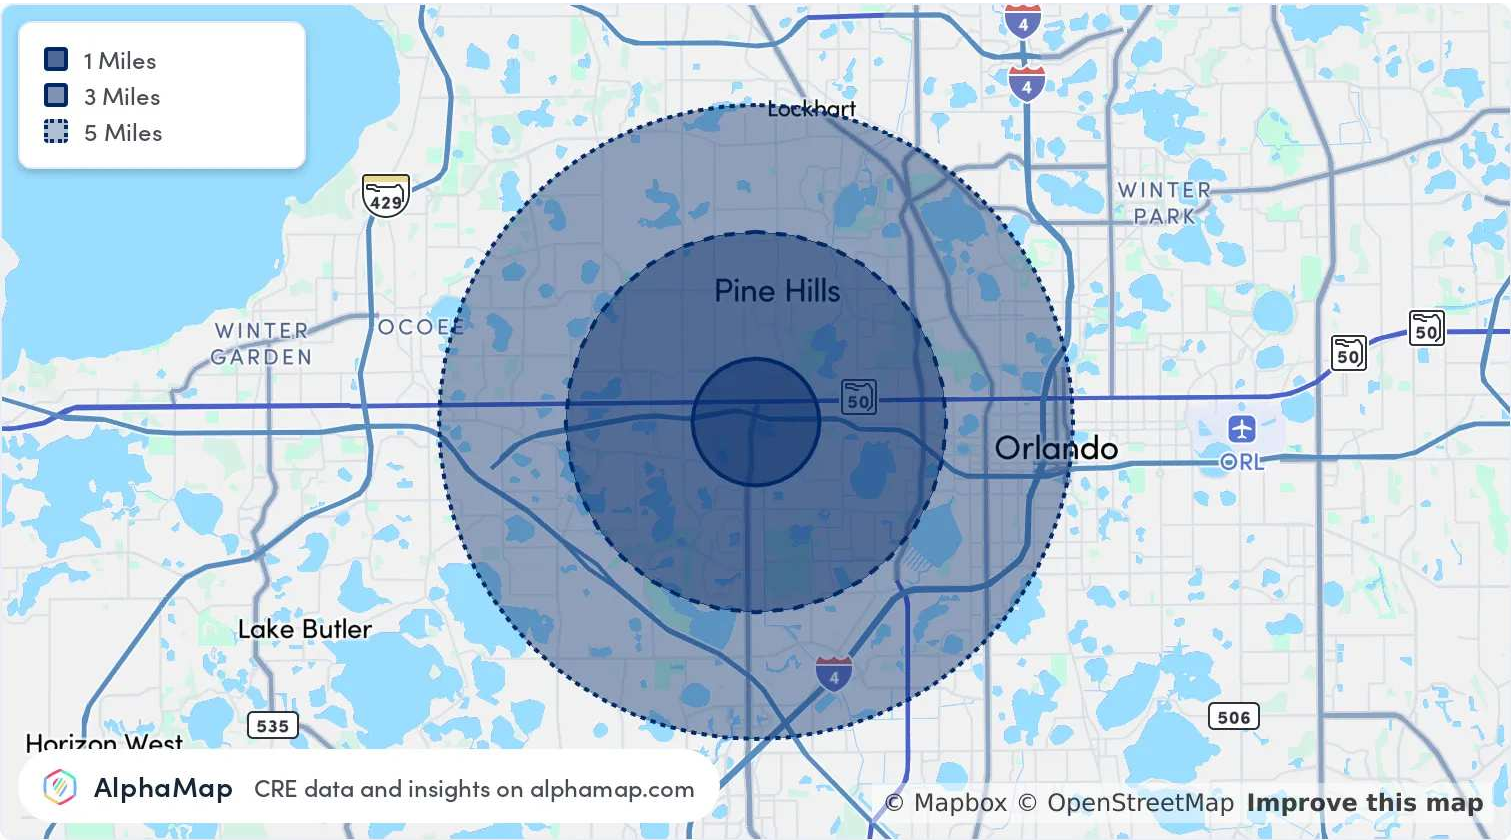 1 Miles
3 Miles
5 Miles
4
4
Lockhart
429
WINTER
PARK
Pine Hills
WINTER
GARDEN
OCOEE
50
50
50
Orlando
ORL
Lake Butler
4
535
506
Horizon West
AlphaMap CRE data and insights on alphamap.com
© Mapbox © OpenStreetMap Improve this map